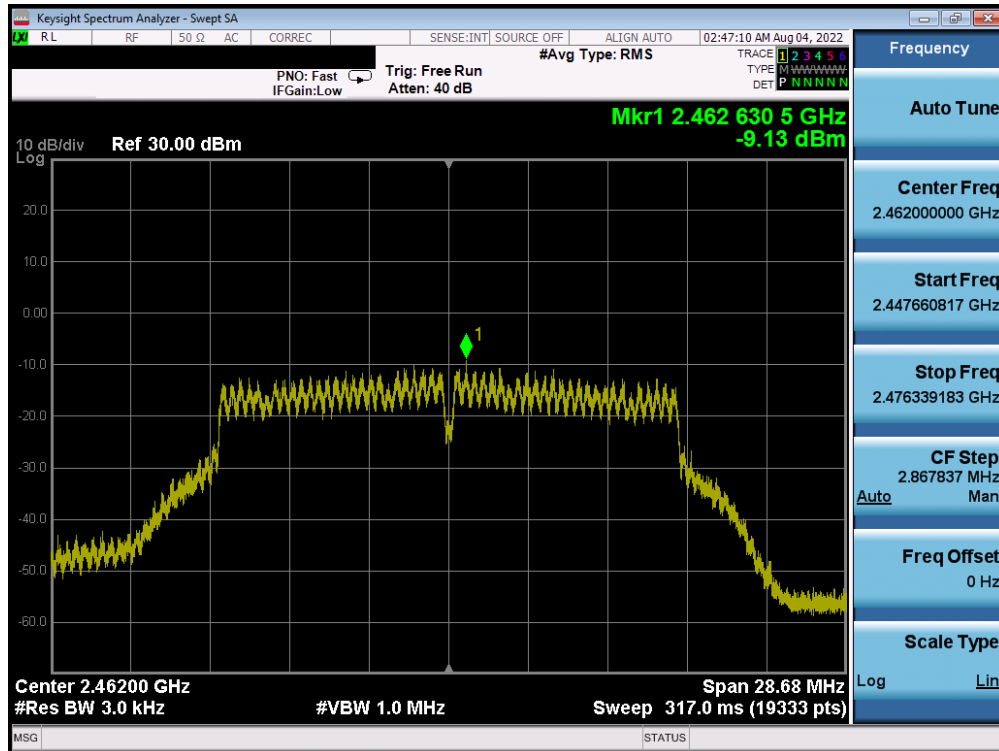 Keysight Spectrum Analyzer - Swept SA
LXI RL RF 50 Ω AC CORREC SENSE:INT SOURCE OFF ALIGN AUTO 02:47:10 AM Aug 04, 2022
#Avg Type: RMS TRACE 1 2 3 4 5 6
PNO: Fast Trig: Free Run TYPE M WWWWW
IFGain:Low Atten: 40 dB DET P N N N N N
Mkr1 2.462 630 5 GHz
-9.13 dBm
10 dB/div Ref 30.00 dBm
Log
1
20.0
10.0
0.00
-10.0
-20.0
-30.0
-40.0
-50.0
-60.0
Center 2.46200 GHz Span 28.68 MHz
#Res BW 3.0 kHz #VBW 1.0 MHz Sweep 317.0 ms (19333 pts)
MSG STATUS
Frequency
Auto Tune
Center Freq
2.462000000 GHz
Start Freq
2.447660817 GHz
Stop Freq
2.476339183 GHz
CF Step
2.867837 MHz
Auto Man
Freq Offset
0 Hz
Scale Type
Log Lin